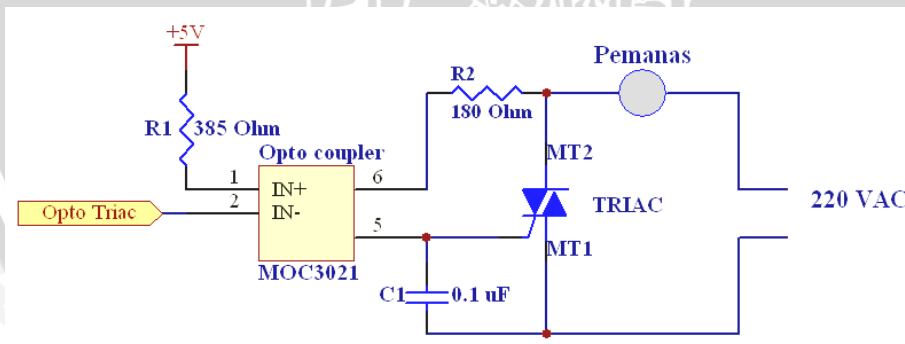 +5V
R1
385 Ohm
Opto coupler
1
IN+
2
IN-
6
5
Opto Triac
MOC3021
C1
0.1 uF
R2
180 Ohm
Pemanas
MT2
TRIAC
MT1
220 VAC